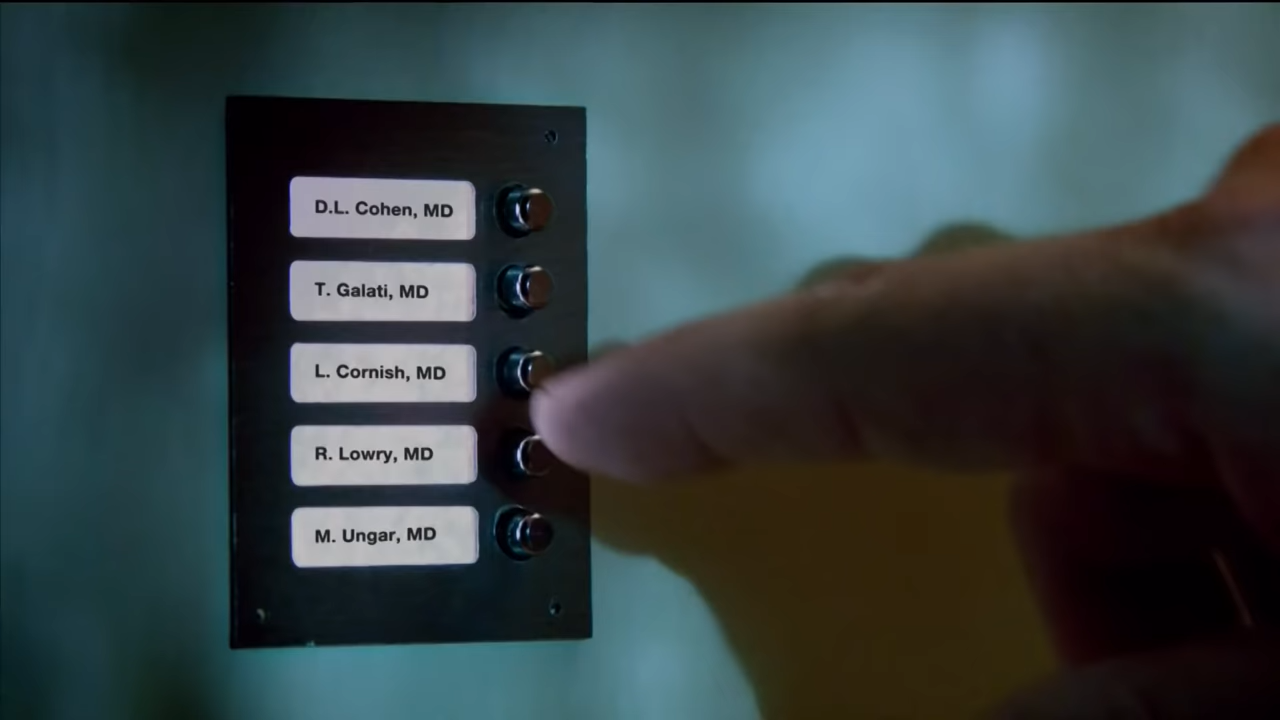 D.L. Cohen, MD
T. Galati, MD
L. Cornish, MD
R. Lowry, MD
M. Ungar, MD